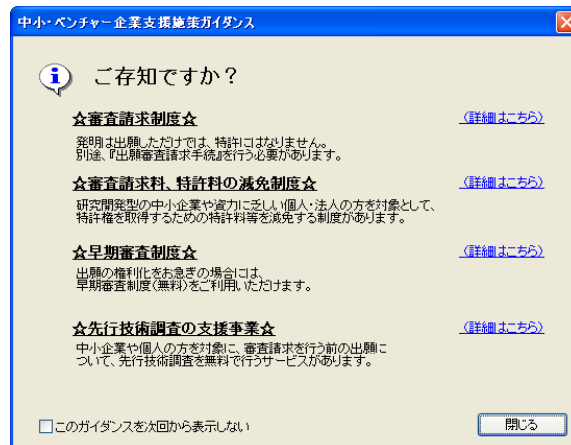 中小・ベンチャー企業支援施策ガイダンス
ご存知ですか？
☆審査請求制度☆
（詳細はこちら）
発明は出願しただけでは、特許にはなりません。
別途、『出願審査請求手続』を行う必要があります。
☆審査請求料、特許料の減免制度☆
（詳細はこちら）
研究開発型の中小企業や資力に乏しい個人・法人の方を対象として、
特許権を取得するための特許料等を減免する制度があります。
☆早期審査制度☆
（詳細はこちら）
出願の権利化をお急ぎの場合には、
早期審査制度（無料）をご利用いただけます。
☆先行技術調査の支援事業☆
（詳細はこちら）
中小企業や個人の方を対象に、審査請求を行う前の出願に
ついて、先行技術調査を無料で行うサービスがあります。
このガイダンスを次回から表示しない
閉じる